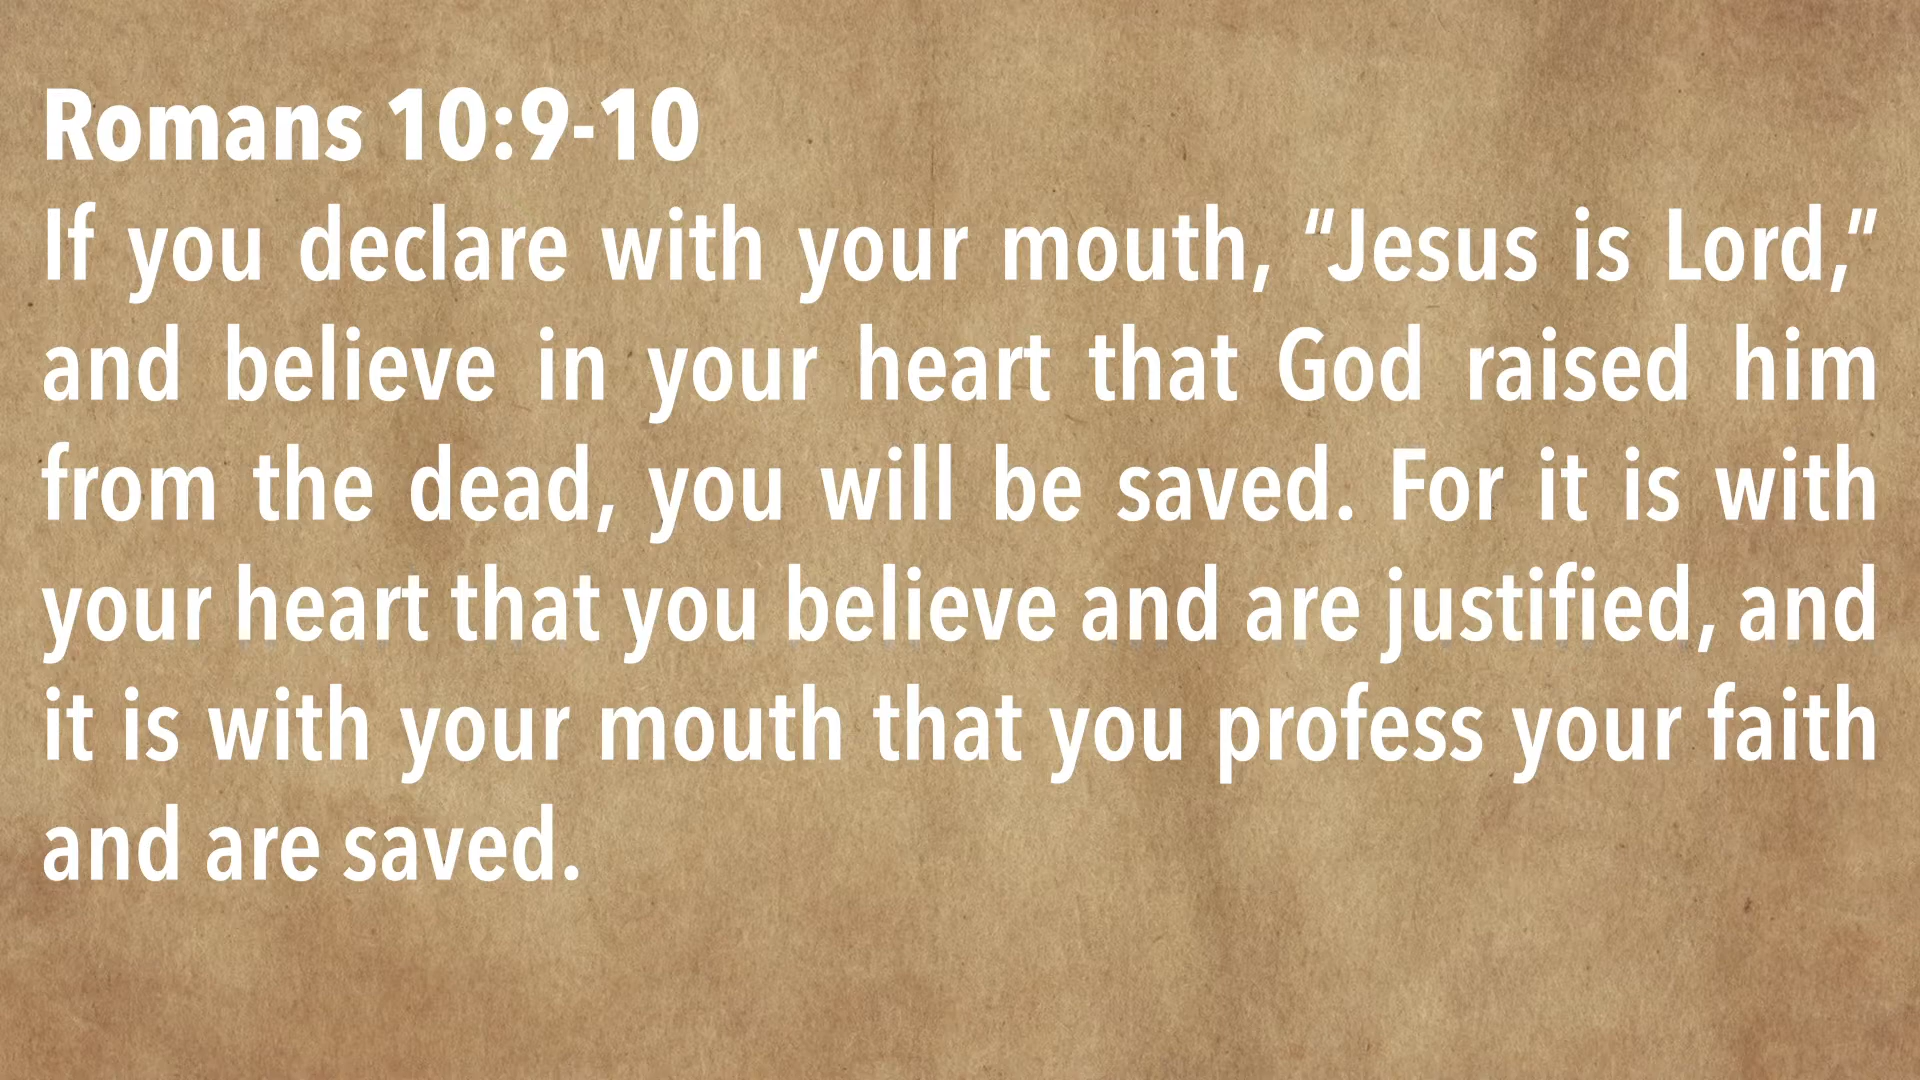 Romans 10:9-10
If you declare with your mouth, “Jesus is Lord,”
and believe in your heart that God raised him
from the dead, you will be saved. For it is with
your heart that you believe and are justified, and
it is with your mouth that you profess your faith
and are saved.